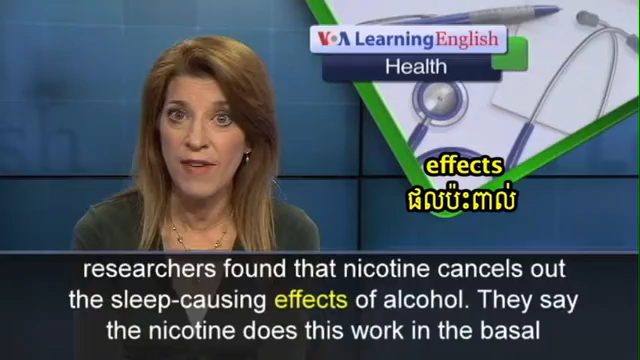 VOA Learning English
Health
effects
ផលប៉ះពាល់
researchers found that nicotine cancels out
the sleep-causing effects of alcohol. They say
the nicotine does this work in the basal